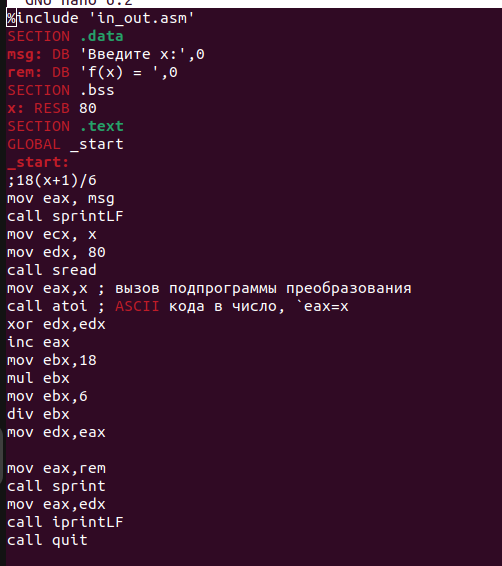 GNU nano 6.2
%include 'in_out.asm'
SECTION .data
msg: DB 'Введите x:',0
rem: DB 'f(x) = ',0
SECTION .bss
x: RESB 80
SECTION .text
GLOBAL _start
_start:
;18(x+1)/6
mov eax, msg
call sprintLF
mov ecx, x
mov edx, 80
call sread
mov eax,x ; вызов подпрограммы преобразования
call atoi ; ASCII кода в число, `eax=x
xor edx,edx
inc eax
mov ebx,18
mul ebx
mov ebx,6
div ebx
mov edx,eax
mov eax,rem
call sprint
mov eax,edx
call iprintLF
call quit